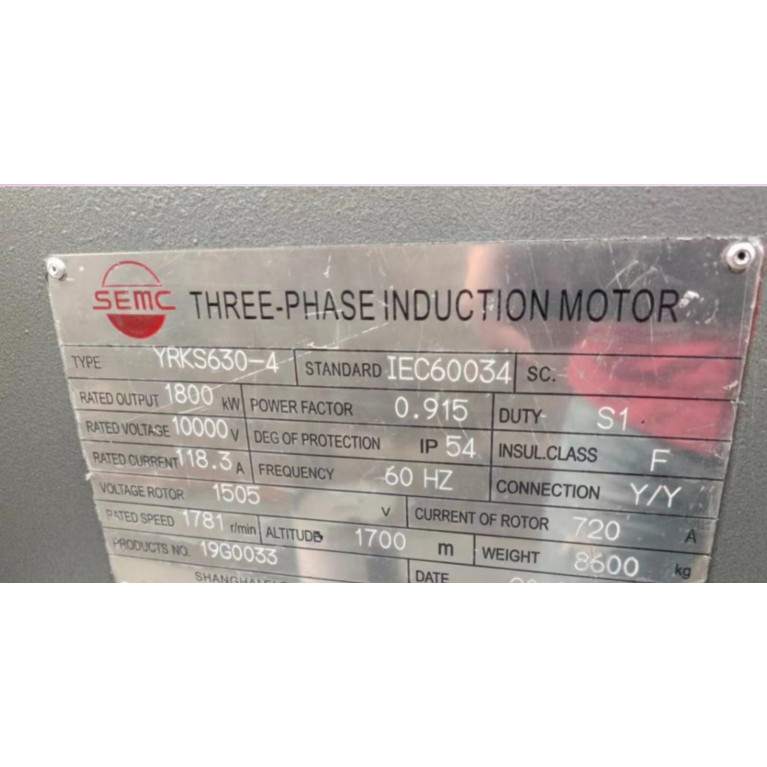 SEMC THREE-PHASE INDUCTION MOTOR
TYPE YRKS630-4 STANDARD IEC60034 SC.
RATED OUTPUT 1800 kW POWER FACTOR 0.915 DUTY S1
RATED VOLTAGE 10000 V DEG OF PROTECTION IP 54 INSUL.CLASS F
RATED CURRENT 118.3 A FREQUENCY 60 HZ CONNECTION Y/Y
VOLTAGE ROTOR 1505 V CURRENT OF ROTOR 720 A
RATED SPEED 1781 r/min ALTITUDE 1700 m WEIGHT 8600 kg
PRODUCTS NO. 19G0033 DATE